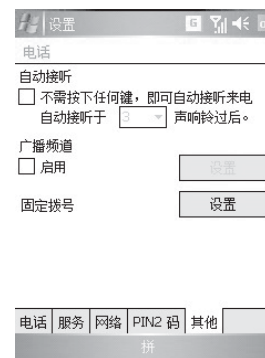 设置 G
电话
自动接听
不需按下任何键，即可自动接听来电
自动接听于 3 声响铃过后。
广播频道
启用 设置
固定拨号 设置
电话 服务 网络 PIN2 码 其他
拼